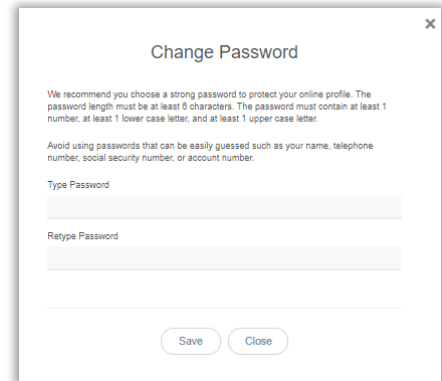 ×
Change Password
We recommend you choose a strong password to protect your online profile. The
password length must be at least 6 characters. The password must contain at least 1
number, at least 1 lower case letter, and at least 1 upper case letter.
Avoid using passwords that can be easily guessed such as your name, telephone
number, social security number, or account number.
Type Password
Retype Password
Save Close